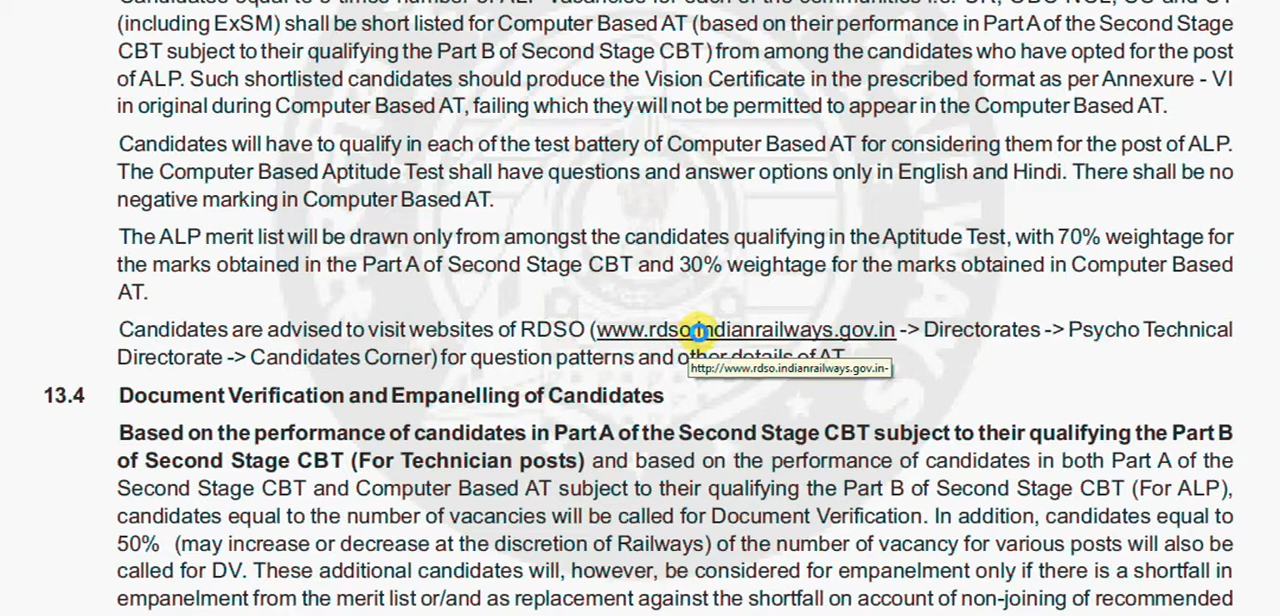 (including ExSM) shall be short listed for Computer Based AT (based on their performance in Part A of the Second Stage
CBT subject to their qualifying the Part B of Second Stage CBT) from among the candidates who have opted for the post
of ALP. Such shortlisted candidates should produce the Vision Certificate in the prescribed format as per Annexure - VI
in original during Computer Based AT, failing which they will not be permitted to appear in the Computer Based AT.
Candidates will have to qualify in each of the test battery of Computer Based AT for considering them for the post of ALP.
The Computer Based Aptitude Test shall have questions and answer options only in English and Hindi. There shall be no
negative marking in Computer Based AT.
The ALP merit list will be drawn only from amongst the candidates qualifying in the Aptitude Test, with 70% weightage for
the marks obtained in the Part A of Second Stage CBT and 30% weightage for the marks obtained in Computer Based
AT.
Candidates are advised to visit websites of RDSO (www.rdso.indianrailways.gov.in -> Directorates -> Psycho Technical
Directorate -> Candidates Corner) for question patterns and other details of AT.
http://www.rdso.indianrailways.gov.in-
13.4 Document Verification and Empanelling of Candidates
Based on the performance of candidates in Part A of the Second Stage CBT subject to their qualifying the Part B
of Second Stage CBT (For Technician posts) and based on the performance of candidates in both Part A of the
Second Stage CBT and Computer Based AT subject to their qualifying the Part B of Second Stage CBT (For ALP),
candidates equal to the number of vacancies will be called for Document Verification. In addition, candidates equal to
50% (may increase or decrease at the discretion of Railways) of the number of vacancy for various posts will also be
called for DV. These additional candidates will, however, be considered for empanelment only if there is a shortfall in
empanelment from the merit list or/and as replacement against the shortfall on account of non-joining of recommended